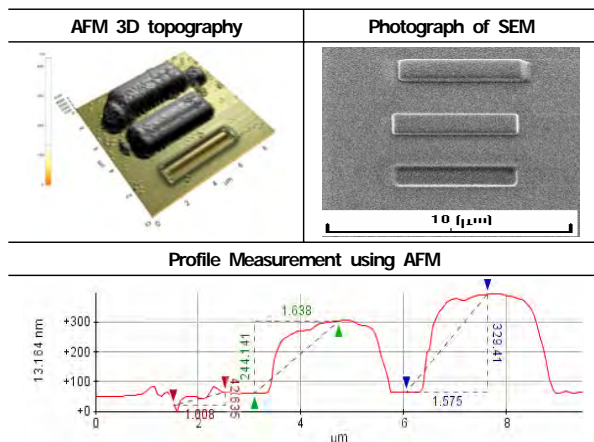 AFM 3D topography
Photograph of SEM
10 (μm)
Profile Measurement using AFM
13.164 nm
+300
+200
+100
+0
0
2
4
6
8
μm
1.008
42.635
244.141
1.638
329.41
1.575